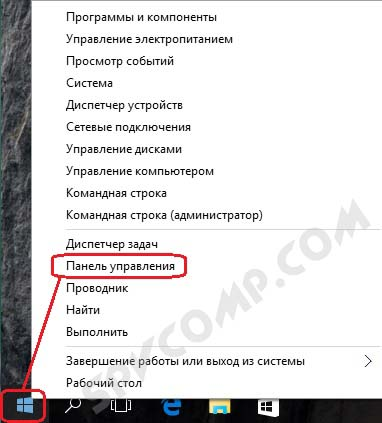 Программы и компоненты
Управление электропитанием
Просмотр событий
Система
Диспетчер устройств
Сетевые подключения
Управление дисками
Управление компьютером
Командная строка
Командная строка (администратор)
Диспетчер задач
Панель управления
Проводник
Найти
Выполнить
Завершение работы или выход из системы
Рабочий стол
SPYCOMP.COM